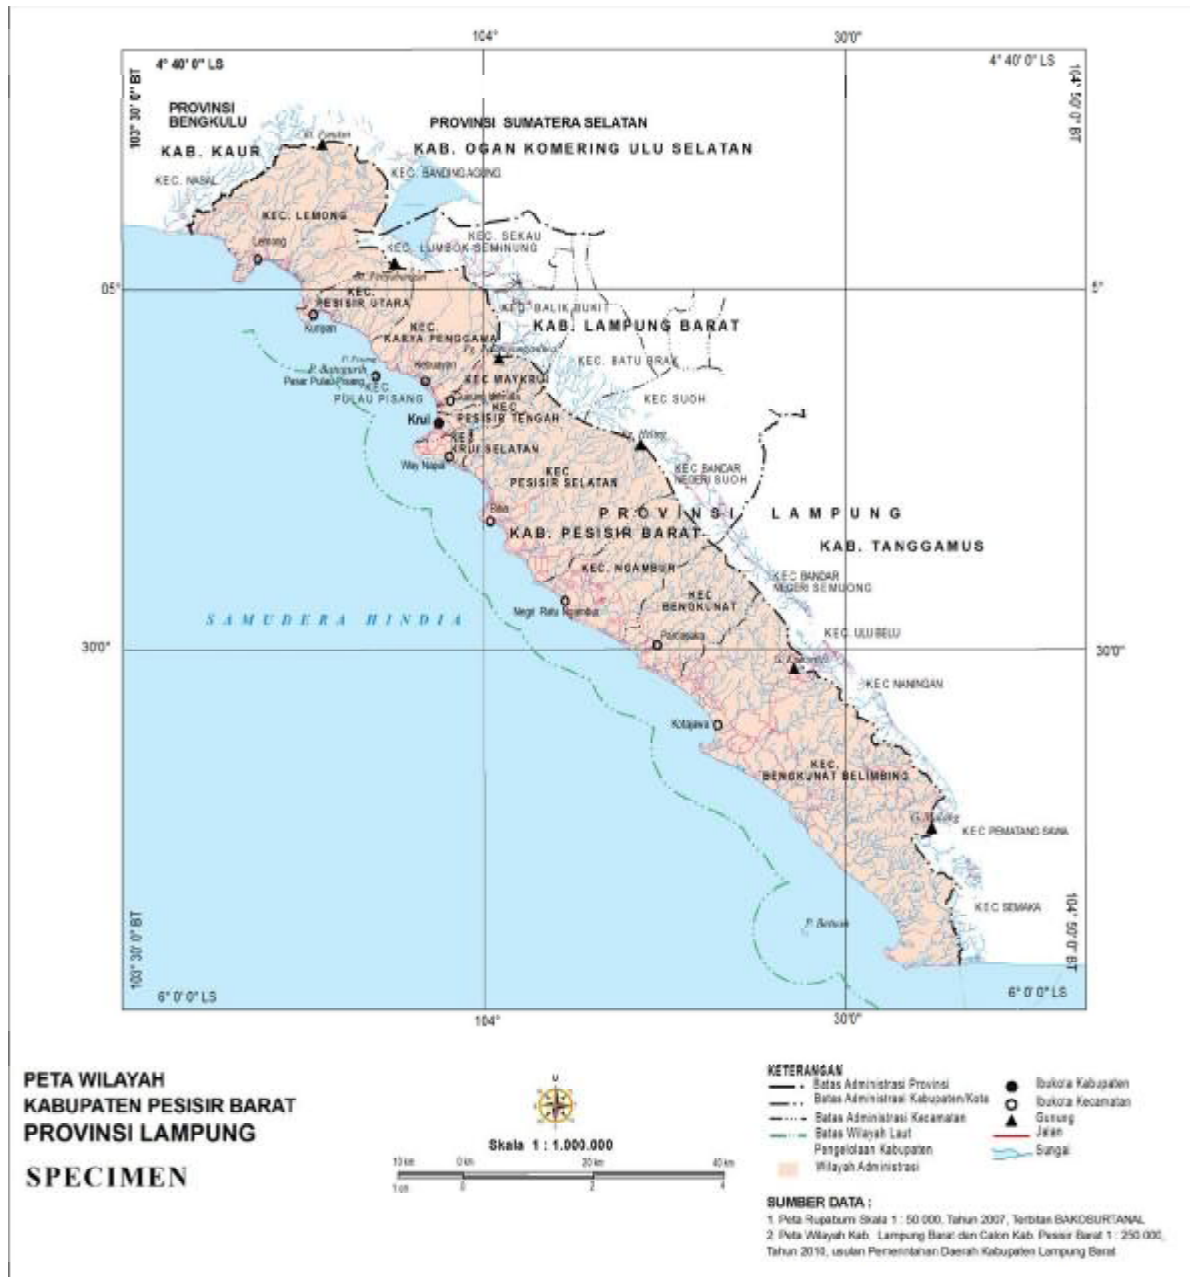 104°
30'0"
4° 40' 0" LS
4° 40' 0" LS
103° 30' 0" BT
104° 50' 0" BT
PROVINSI
BENGKULU
PROVINSI SUMATERA SELATAN
KAB. KAUR
KAB. OGAN KOMERING ULU SELATAN
KEC. NASAL
KEC. BANDING AGUNG
KEC. LEMONG
KEC. SEKAU
KEC. LUMBOK SEMINUNG
Lemong
05°
5°
KEC.
PESISIR UTARA
KEC. BALIK BUKIT
KAB. LAMPUNG BARAT
KEC.
KARYA PENGGAWA
KEC. BATU BRAK
P. Pisang
Pasar Pulau Pisang
KEC.
PULAU PISANG
KEC MAYKRUI
KEC SUOH
KEC
PESISIR TENGAH
Krui
KEC
KRUI SELATAN
Way Napal
KEC
PESISIR SELATAN
KEC BANDAR
NEGERI SUOH
Biha
PROVINSI LAMPUNG
KAB. PESISIR BARAT
KAB. TANGGAMUS
KEC. NGAMBUR
KEC BANDAR
NEGERI SEMUONG
KEC
BENGKUNAT
Negri Ratu Ngambur
SAMUDERA HINDIA
KEC. ULU BELU
30'0"
30'0"
KEC NANINGAN
Kotajawa
KEC.
BENGKUNAT BELIMBING
KEC PEMATANG SAWA
KEC SEMAKA
P. Betuah
103° 30' 0" BT
104° 50' 0" BT
6° 0' 0" LS
6° 0' 0" LS
104°
30'0"
PETA WILAYAH
KABUPATEN PESISIR BARAT
PROVINSI LAMPUNG
SPECIMEN
U
Skala 1 : 1.000.000
10 km 0 km 20 km 40 km
1 cm 0 2 4
KETERANGAN
Batas Administrasi Provinsi
Batas Administrasi Kabupaten/Kota
Batas Administrasi Kecamatan
Batas Wilayah Laut
Pengelolaan Kabupaten
Wilayah Administrasi
Ibukota Kabupaten
Ibukota Kecamatan
Gunung
Jalan
Sungai
SUMBER DATA :
1 Peta Rupabumi Skala 1 : 50 000, Tahun 2007, Terbitan BAKOSURTANAL
2 Peta Wilayah Kab. Lampung Barat dan Calon Kab. Pesisir Barat 1 : 250.000,
Tahun 2010, usulan Pemerintahan Daerah Kabupaten Lampung Barat